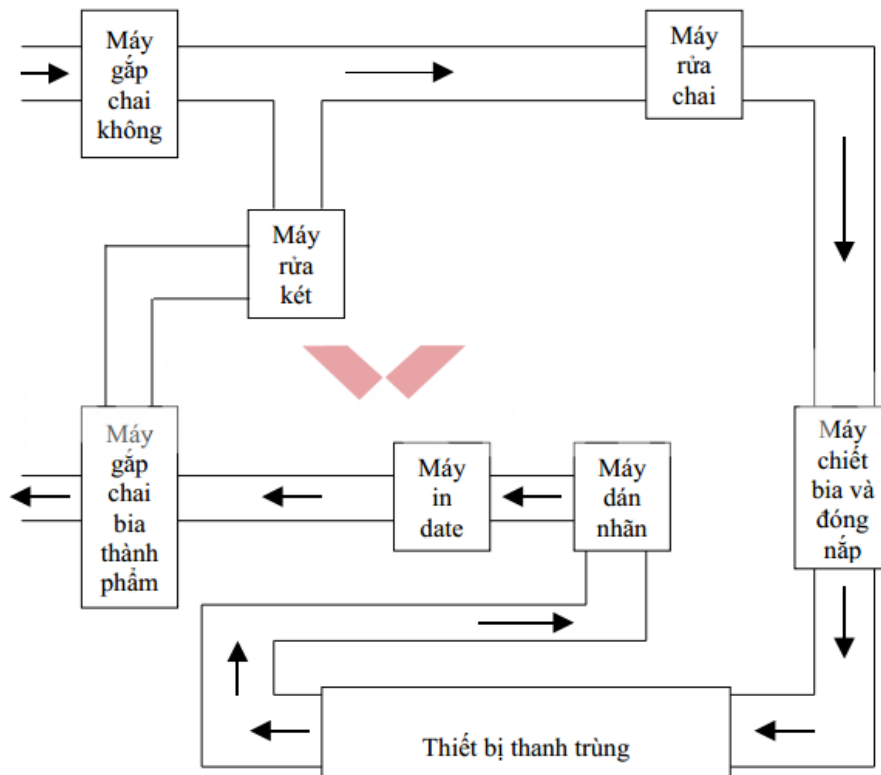 Máy
gắp
chai
không
Máy
rửa
chai
Máy
rửa
két
Máy
gắp
chai
bia
thành
phẩm
Máy
in
date
Máy
dán
nhãn
Máy
chiết
bia và
đóng
nắp
Thiết bị thanh trùng